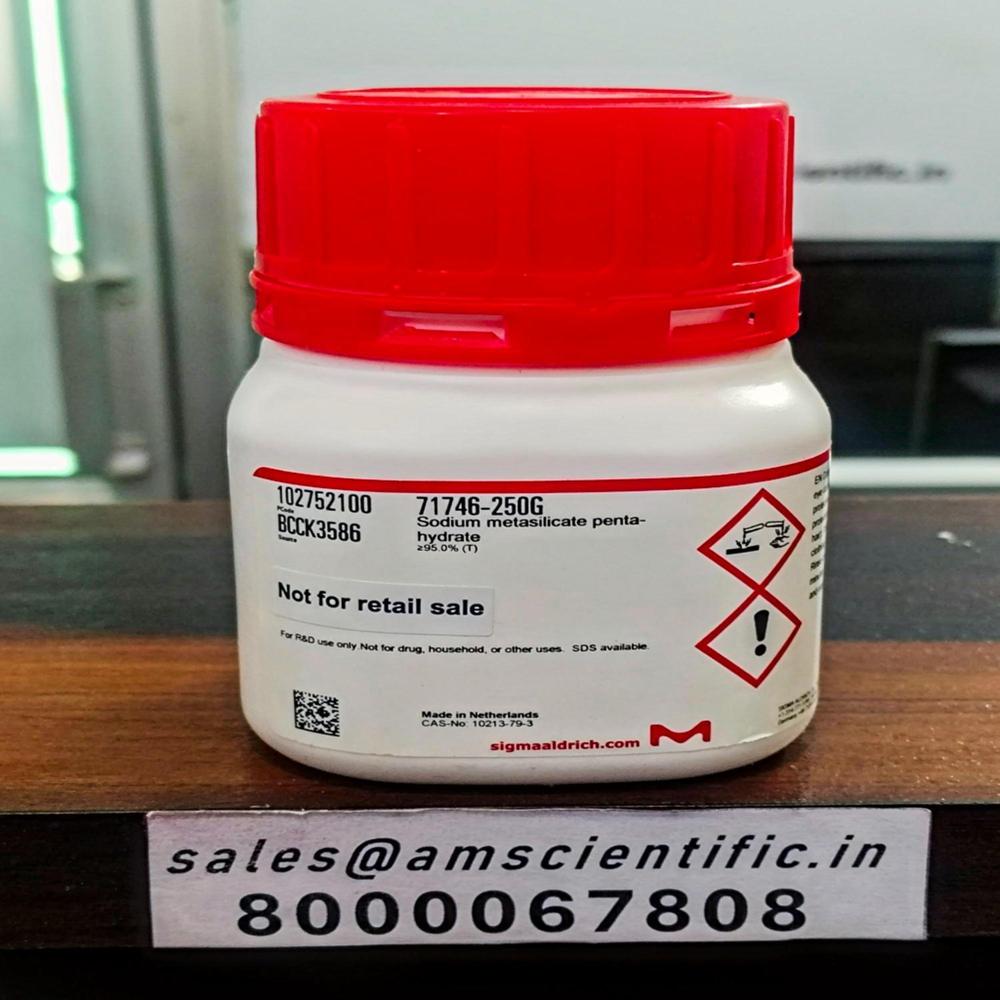 102752100
PCode
BCCK3586
Source
71746-250G
Sodium metasilicate penta-
hydrate
≥95.0% (T)
Not for retail sale
For R&D use only. Not for drug, household, or other uses. SDS available.
Made in Netherlands
CAS-No: 10213-79-3
sigmaaldrich.com
sales@amscientific.in
8000067808